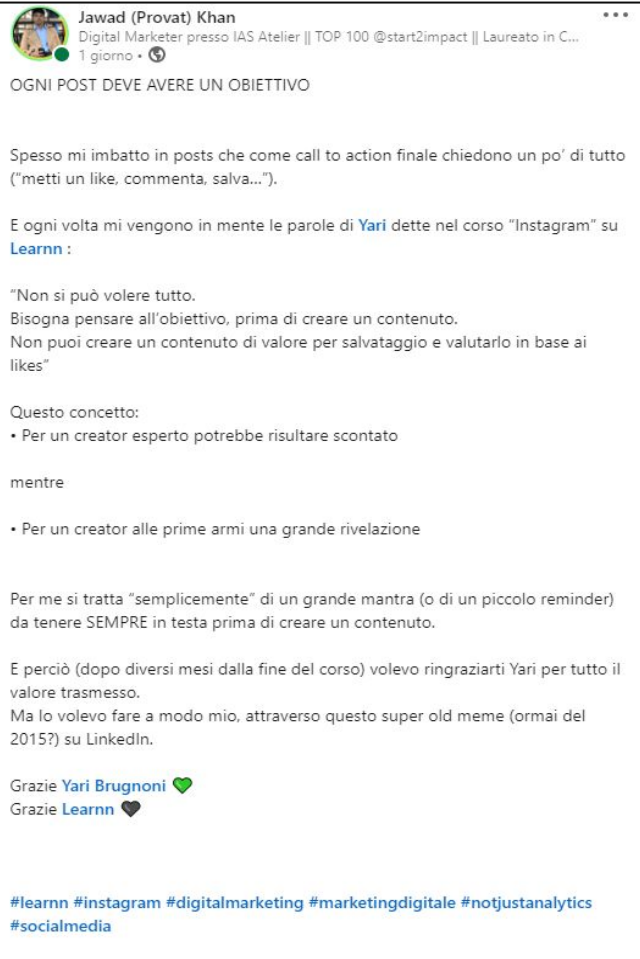 Jawad (Provat) Khan
Digital Marketer presso IAS Atelier || TOP 100 @start2impact || Laureato in C...
1 giorno •
OGNI POST DEVE AVERE UN OBIETTIVO
Spesso mi imbatto in posts che come call to action finale chiedono un po’ di tutto
(“metti un like, commenta, salva...”).
E ogni volta mi vengono in mente le parole di Yari dette nel corso “Instagram” su
Learnn :
“Non si può volere tutto.
Bisogna pensare all’obiettivo, prima di creare un contenuto.
Non puoi creare un contenuto di valore per salvataggio e valutarlo in base ai
likes”
Questo concetto:
• Per un creator esperto potrebbe risultare scontato
mentre
• Per un creator alle prime armi una grande rivelazione
Per me si tratta “semplicemente” di un grande mantra (o di un piccolo reminder)
da tenere SEMPRE in testa prima di creare un contenuto.
E perciò (dopo diversi mesi dalla fine del corso) volevo ringraziarti Yari per tutto il
valore trasmesso.
Ma lo volevo fare a modo mio, attraverso questo super old meme (ormai del
2015?) su LinkedIn.
Grazie Yari Brugnoni 💚
Grazie Learnn 🖤
#learnn #instagram #digitalmarketing #marketingdigitale #notjustanalytics
#socialmedia